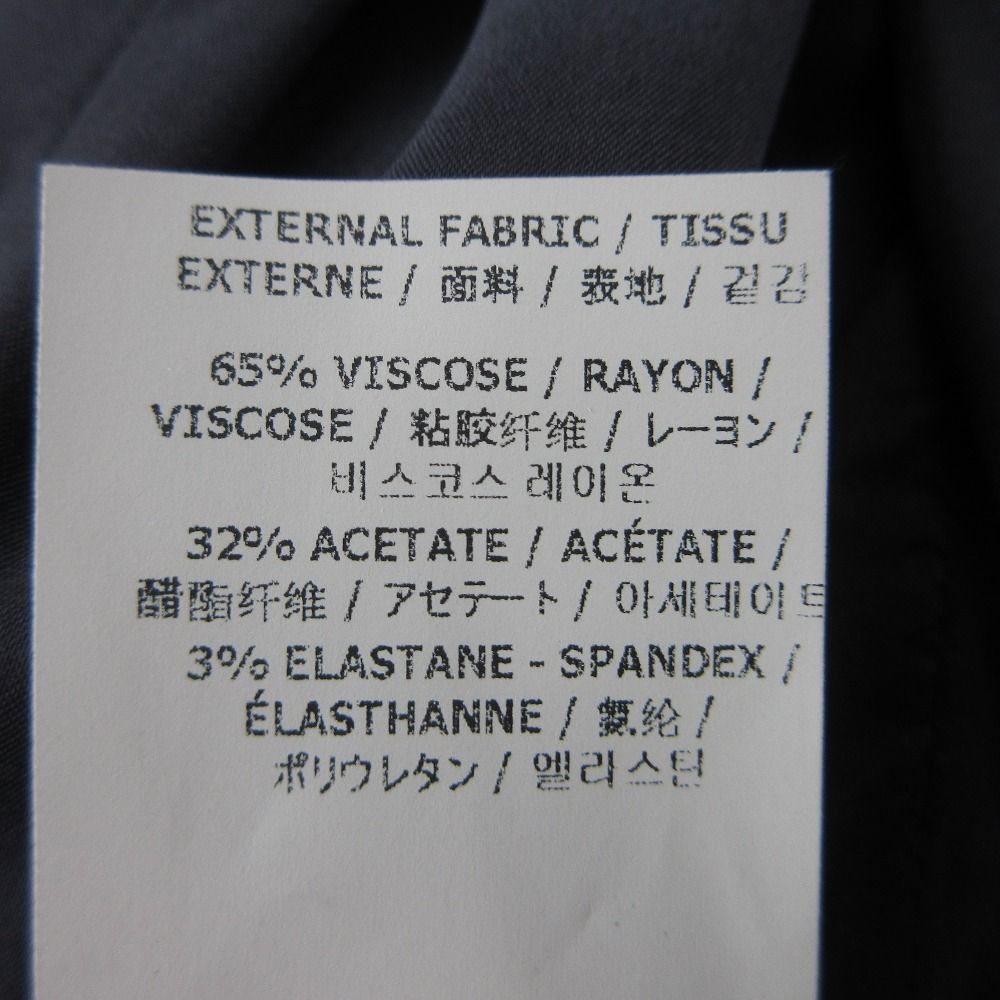 EXTERNAL FABRIC / TISSU
EXTERNE / 面料 / 表地 / 겉감
65% VISCOSE / RAYON /
VISCOSE / 粘胶纤维 / レーヨン /
비스코스레이온
32% ACETATE / ACÉTATE /
醋酯纤维 / アセテート / 아세테이트
3% ELASTANE - SPANDEX /
ÉLASTHANNE / 氨纶 /
ポリウレタン / 엘라스틴